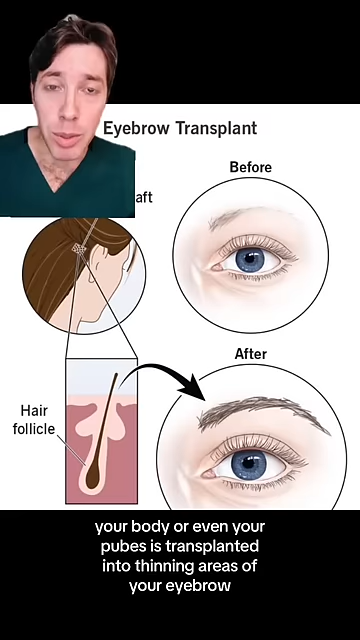 Eyebrow Transplant
aft
Before
After
Hair
follicle
your body or even your
pubes is transplanted
into thinning areas of
your eyebrow